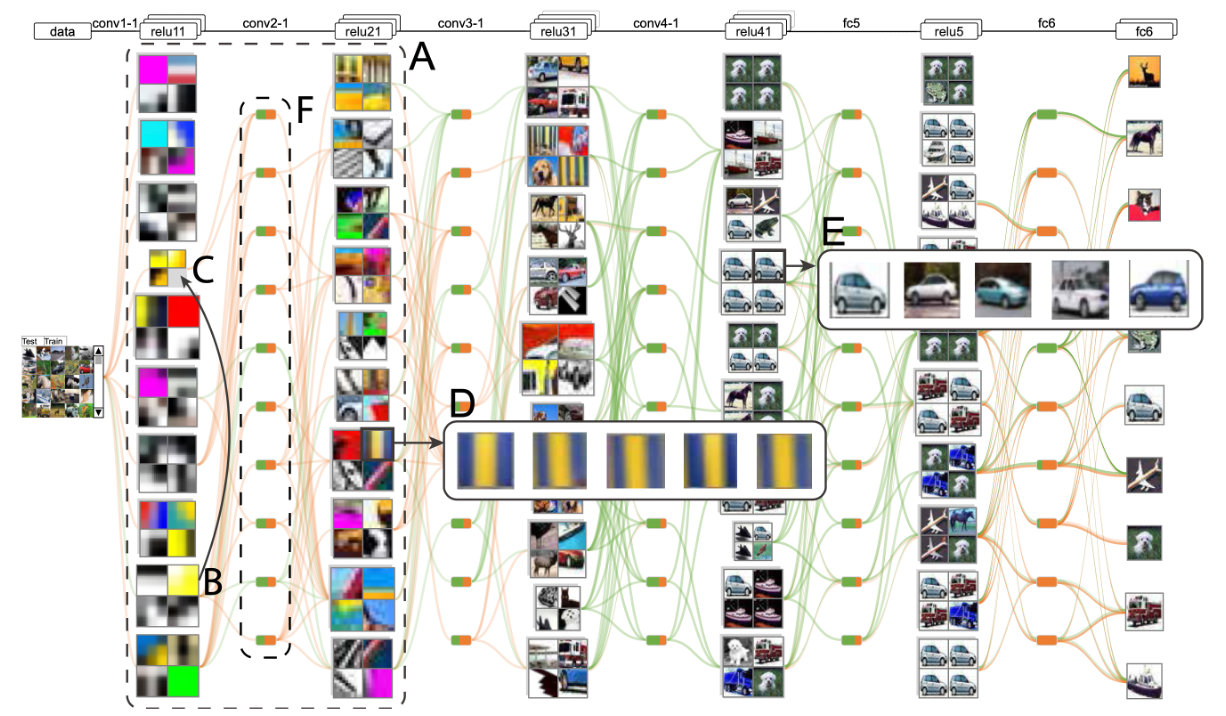 data conv1-1 relu11 conv2-1 relu21 conv3-1 relu31 conv4-1 relu41 fc5 relu5 fc6 fc6
A
F
E
C
Test Train
D
B